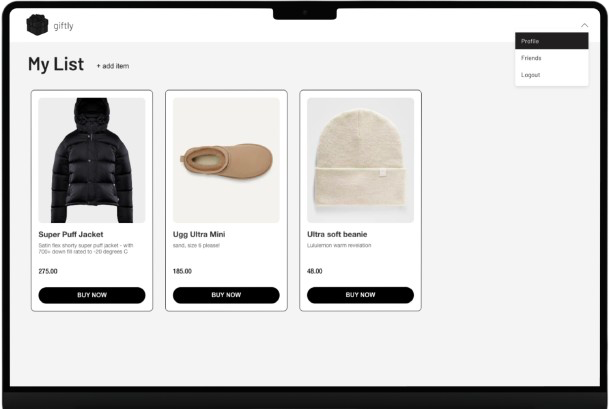 giftly
Profile
Friends
Logout
My List + add item
Super Puff Jacket
Satin flex shorty super puff jacket - with
700+ down fill rated to -20 degrees C
275.00
BUY NOW
Ugg Ultra Mini
sand, size 6 please!
185.00
BUY NOW
Ultra soft beanie
Lululemon warm revelation
48.00
BUY NOW